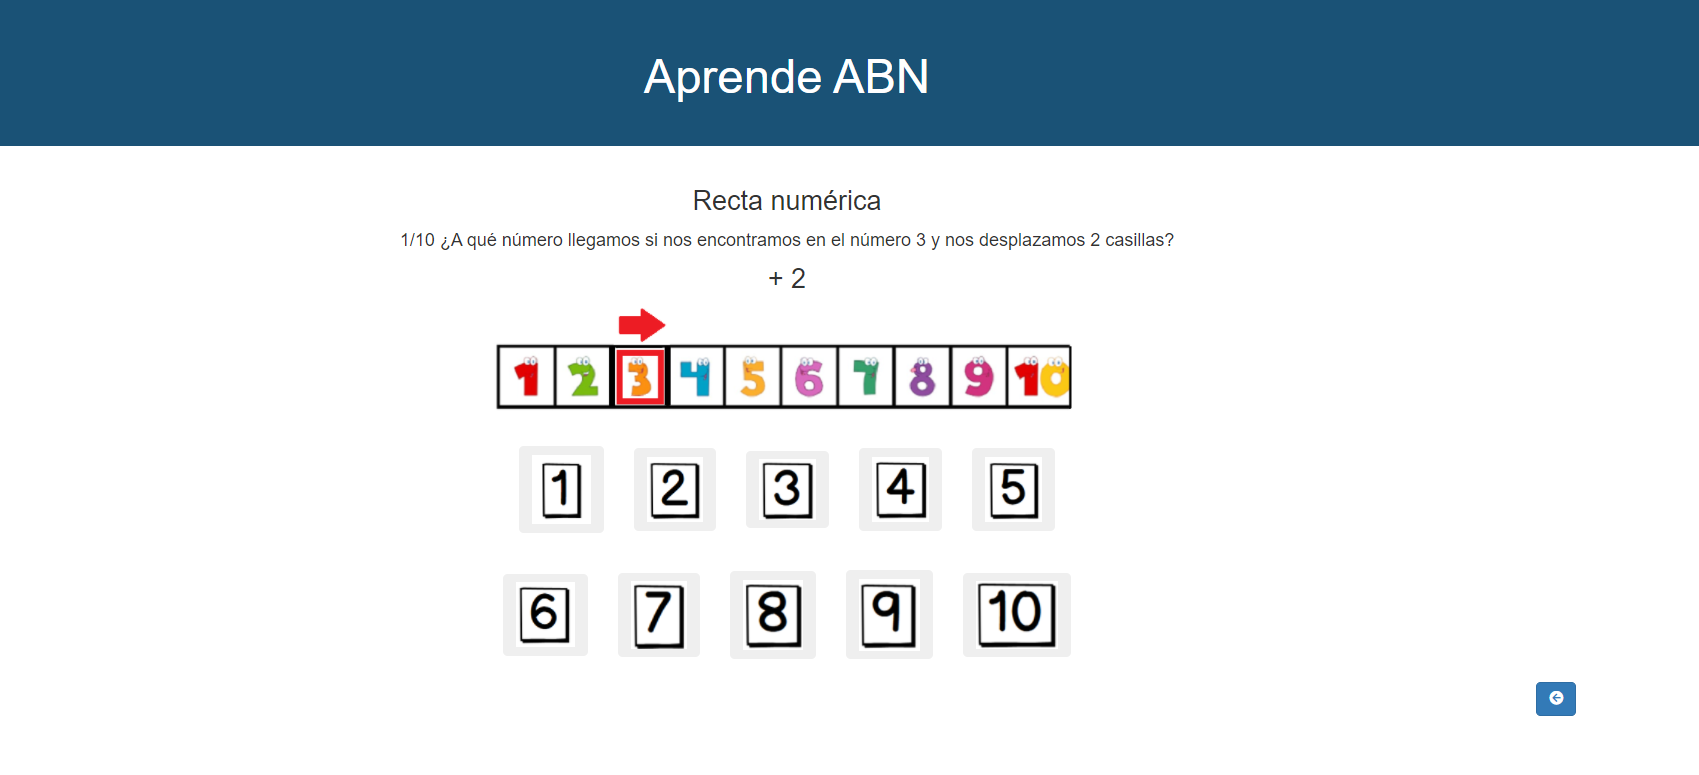 Aprende ABN
Recta numérica
1/10 ¿A qué número llegamos si nos encontramos en el número 3 y nos desplazamos 2 casillas?
+ 2
1 2 3 4 5 6 7 8 9 10
1 2 3 4 5
6 7 8 9 10